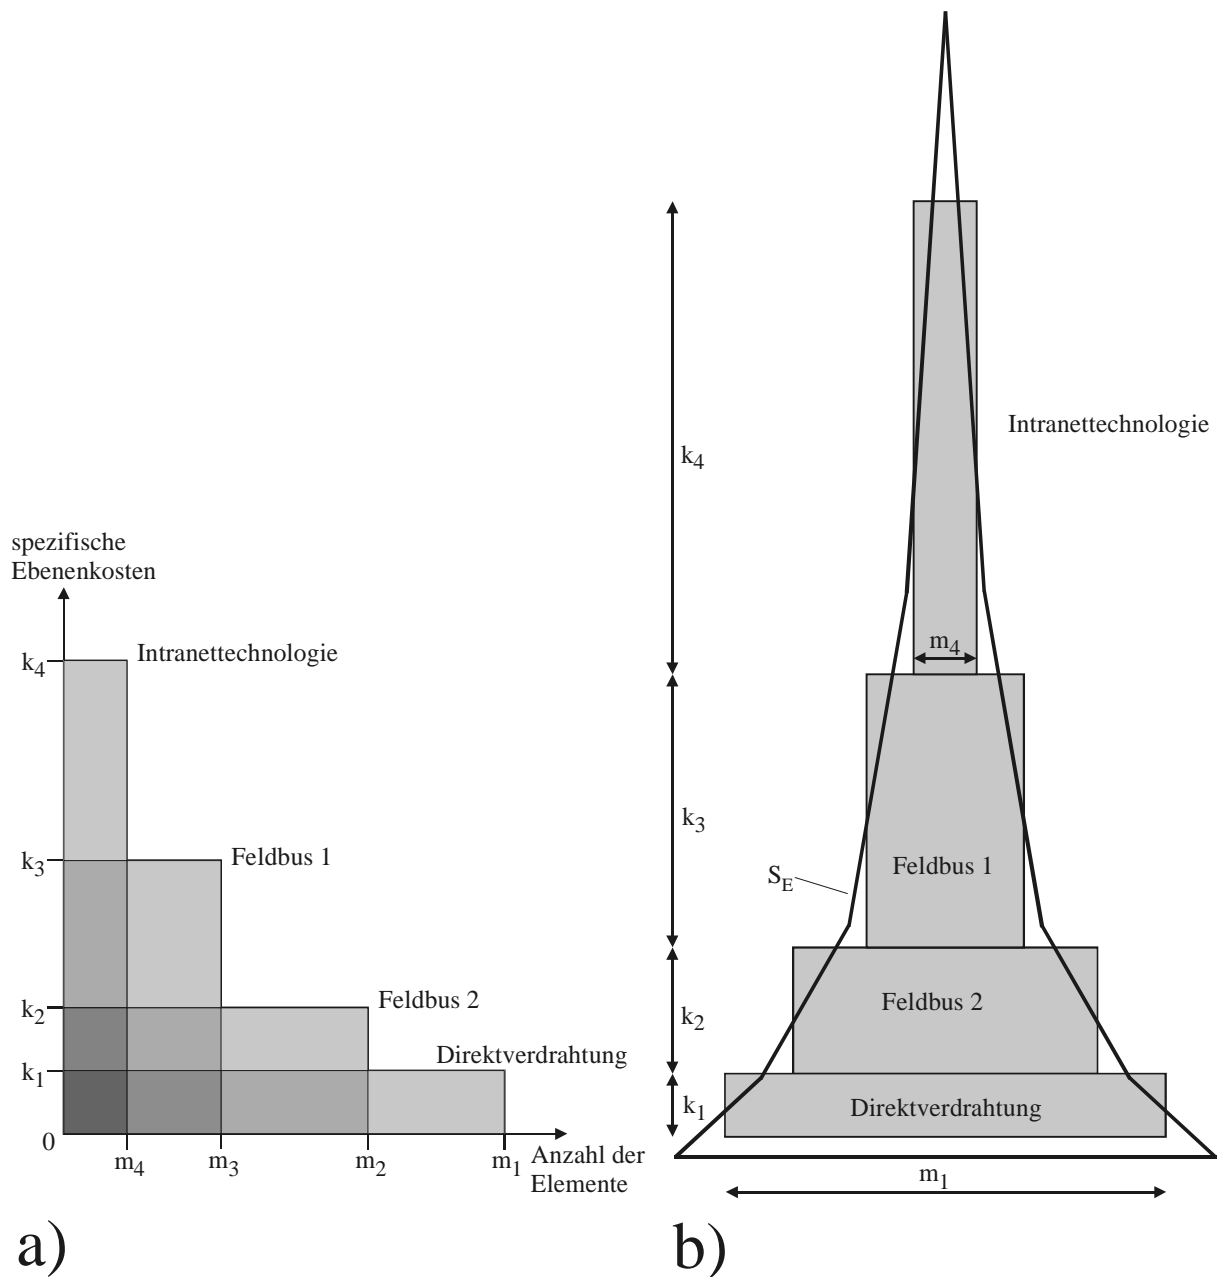 spezifische
Ebenenkosten
k4
Intranettechnologie
k3
Feldbus 1
k2
Feldbus 2
k1
Direktverdrahtung
0
m4
m3
m2
m1
Anzahl der
Elemente
a)
k4
Intranettechnologie
m4
k3
Feldbus 1
SE
k2
Feldbus 2
k1
Direktverdrahtung
m1
b)